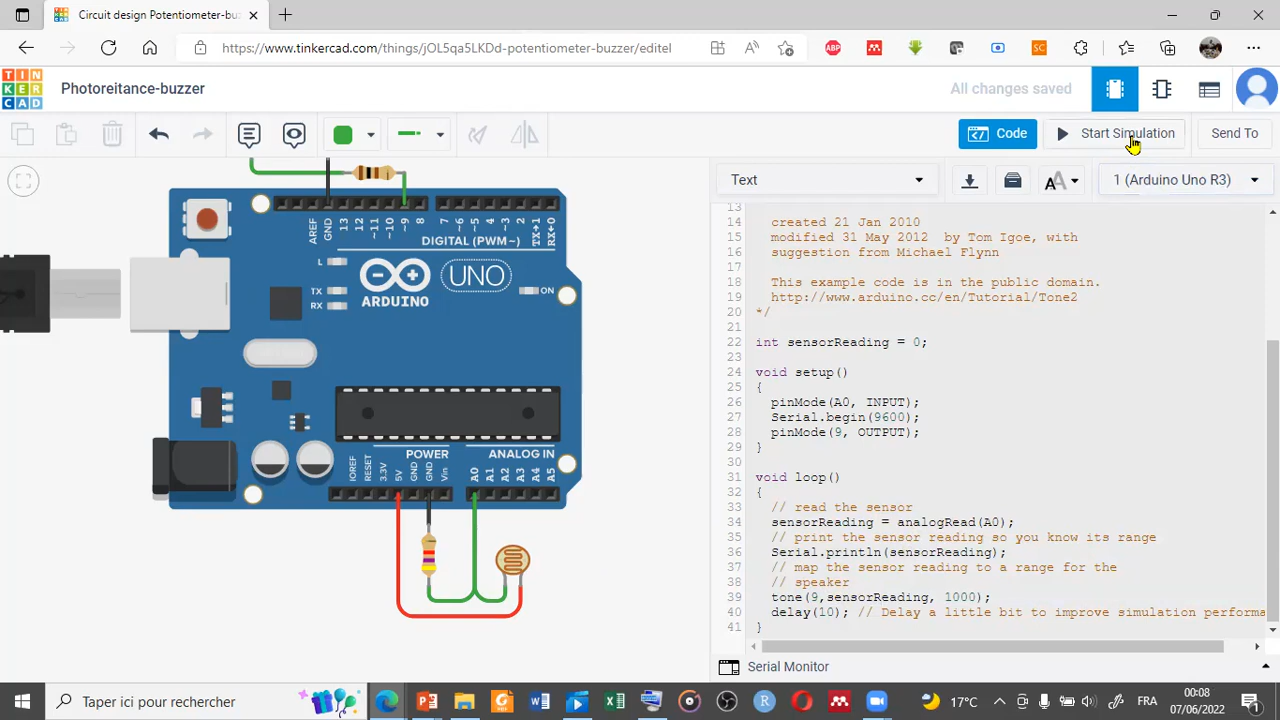 Circuit design Potentiometer-bu
https://www.tinkercad.com/things/jOL5qa5LKDd-potentiometer-buzzer/editel
ABP
SC
TIN
KER
CAD
Photoreitance-buzzer
All changes saved
Code
Start Simulation
Send To
Text
1 (Arduino Uno R3)
AREF
GND
13
12
~11
~10
~9
8
7
~6
~5
4
~3
2
TX→1
RX←0
DIGITAL (PWM~)
L
TX
RX
ARDUINO
UNO
ON
POWER
ANALOG IN
IOREF
RESET
3.3V
5V
GND
GND
Vin
A0
A1
A2
A3
A4
A5
13
14 created 21 Jan 2010
15 modified 31 May 2012  by Tom Igoe, with
16 suggestion from Michael Flynn
17
18 This example code is in the public domain.
19 http://www.arduino.cc/en/Tutorial/Tone2
20 */
21
22 int sensorReading = 0;
23
24 void setup()
25 {
26 pinMode(A0, INPUT);
27 Serial.begin(9600);
28 pinMode(9, OUTPUT);
29 }
30
31 void loop()
32 {
33 // read the sensor
34 sensorReading = analogRead(A0);
35 // print the sensor reading so you know its range
36 Serial.println(sensorReading);
37 // map the sensor reading to a range for the
38 // speaker
39 tone(9,sensorReading, 1000);
40 delay(10); // Delay a little bit to improve simulation performa
41 }
Serial Monitor
Taper ici pour rechercher
17°C
FRA
00:08
07/06/2022